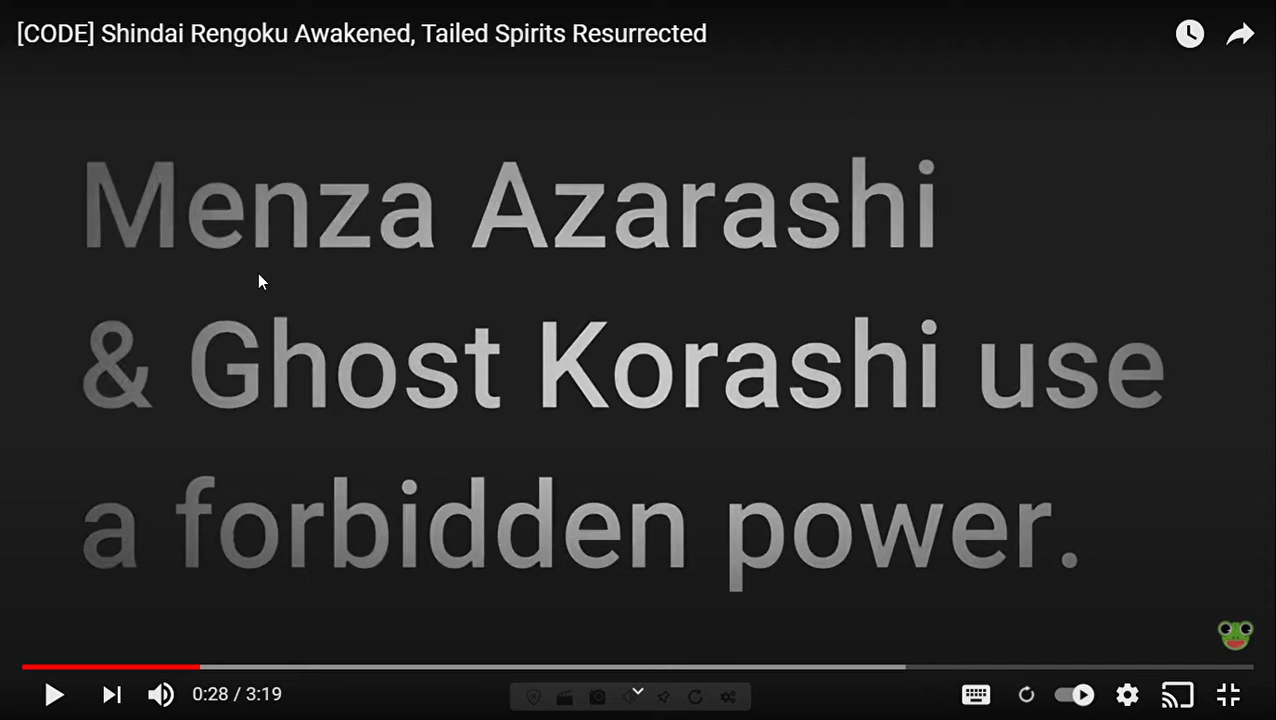 [CODE] Shindai Rengoku Awakened, Tailed Spirits Resurrected
Menza Azarashi
& Ghost Korashi use
a forbidden power.
0:28 / 3:19